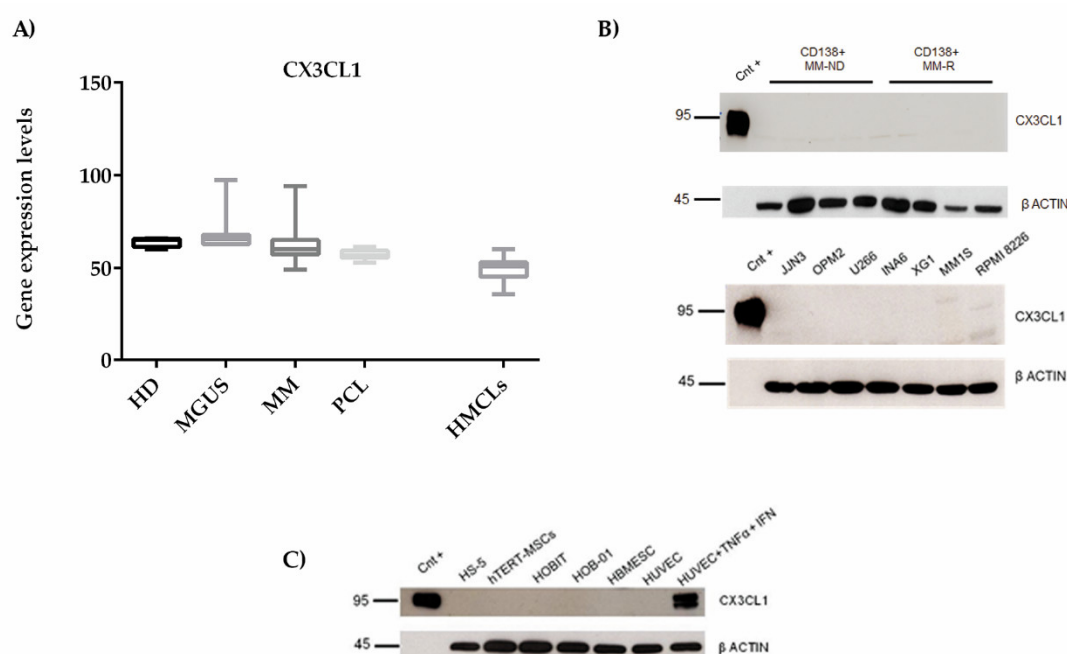 A)
CX3CL1
Gene expression levels
150
100
50
0
HD
MGUS
MM
PCL
HMCLs
B)
Cnt +
CD138+
MM-ND
CD138+
MM-R
95
CX3CL1
45
β ACTIN
Cnt +
JJN3
OPM2
U266
INA6
XG1
MM1S
RPMI 8226
95
CX3CL1
45
β ACTIN
C)
Cnt +
HS-5
hTERT-MSCs
HOBIT
HOB-01
HBMESC
HUVEC
HUVEC+TNFα + IFN
95
CX3CL1
45
β ACTIN